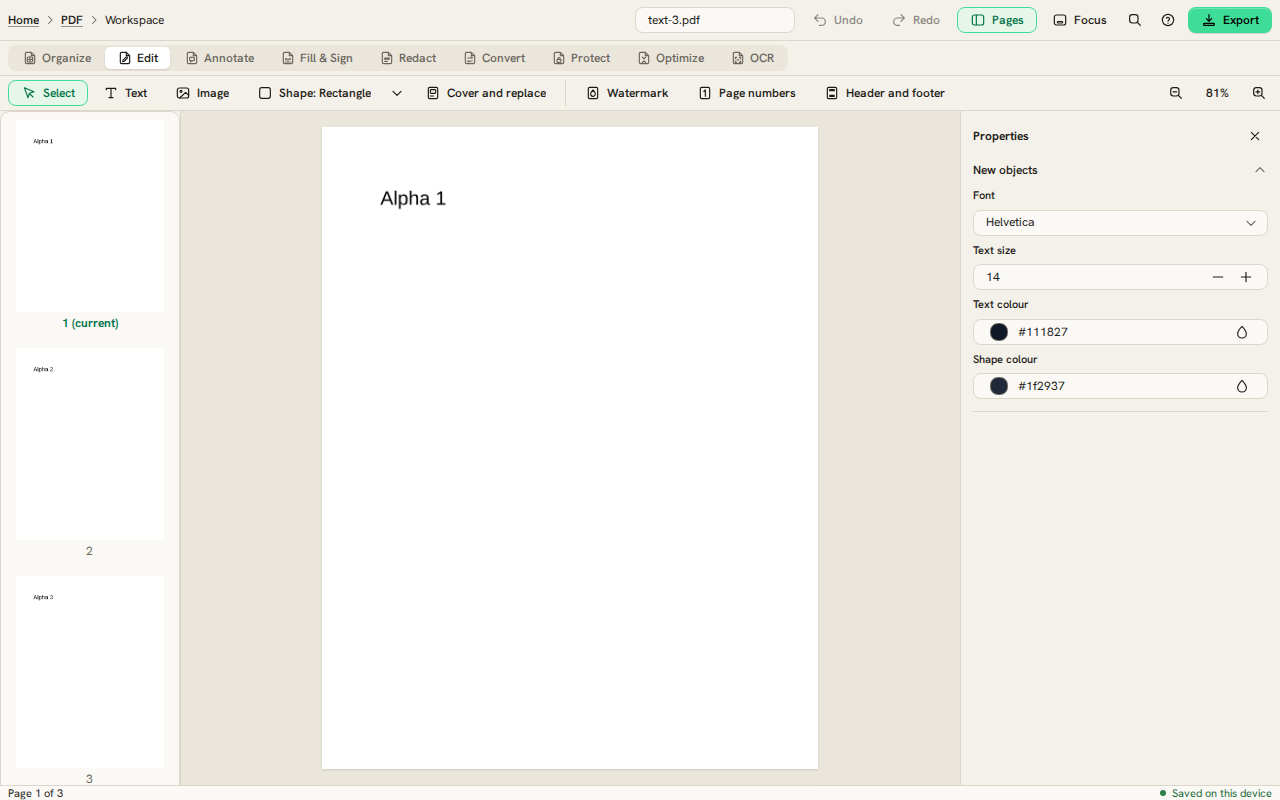 Home > PDF > Workspace
text-3.pdf
Undo
Redo
Pages
Focus
Export
Organize
Edit
Annotate
Fill & Sign
Redact
Convert
Protect
Optimize
OCR
Select
Text
Image
Shape: Rectangle
Cover and replace
Watermark
Page numbers
Header and footer
81%
Alpha 1
1 (current)
Alpha 2
2
Alpha 3
3
Alpha 1
Properties
New objects
Font
Helvetica
Text size
14
Text colour
#111827
Shape colour
#1f2937
Page 1 of 3
Saved on this device